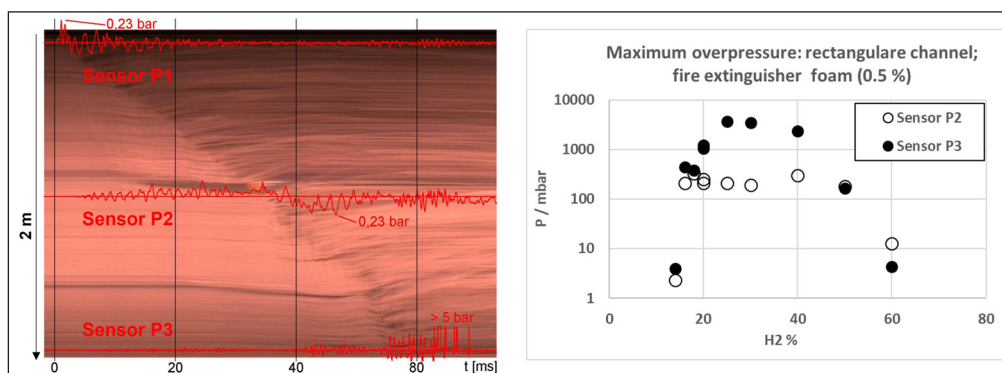 0,23 bar
Sensor P1
2 m
Sensor P2
0,23 bar
Sensor P3
> 5 bar
0
20
40
60
80
t [ms]
Maximum overpressure: rectangulare channel;
fire extinguisher foam (0.5 %)
P / mbar
10000
1000
100
10
1
Sensor P2
Sensor P3
0
20
40
60
80
H2 %